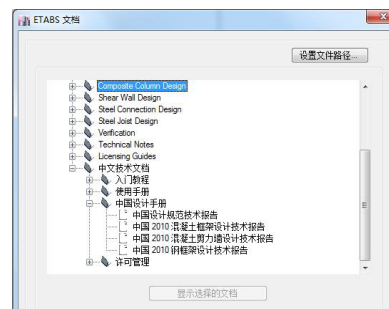 ETABS 文档
设置文件路径...
Composite Column Design
Shear Wall Design
Steel Connection Design
Steel Joist Design
Verification
Technical Notes
Licensing Guides
中文技术文档
入门教程
使用手册
中国设计手册
中国设计规范技术报告
中国 2010 混凝土框架设计技术报告
中国 2010 混凝土剪力墙设计技术报告
中国 2010 钢框架设计技术报告
许可管理
显示选择的文档